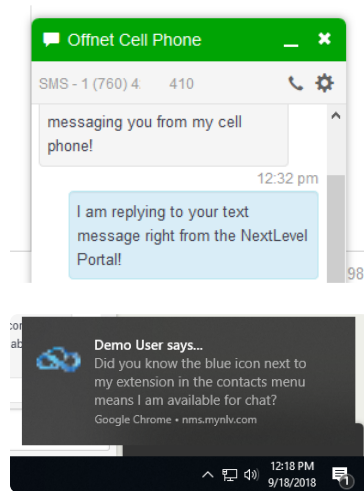 Offnet Cell Phone
SMS - 1 (760) 4 410
messaging you from my cell
phone!
12:32 pm
I am replying to your text
message right from the NextLevel
Portal!
98
Demo User says...
Did you know the blue icon next to
my extension in the contacts menu
means I am available for chat?
Google Chrome • nms.mynlv.com
12:18 PM
9/18/2018
1